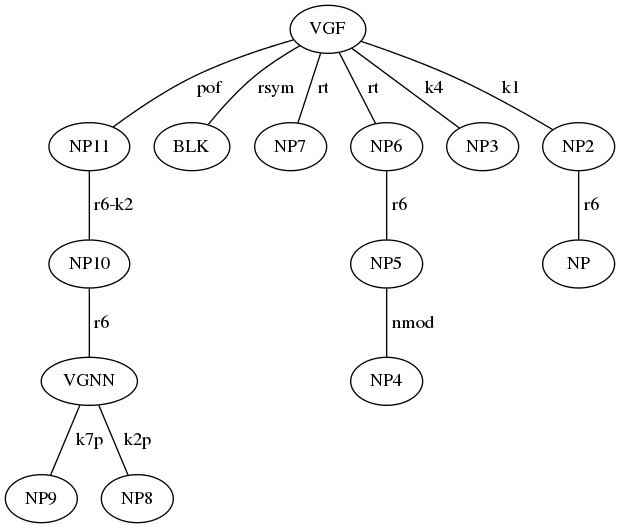 VGF
pof rsym rt rt k4 k1
NP11 BLK NP7 NP6 NP3 NP2
r6-k2 r6 r6
NP10 NP5 NP
r6 nmod
VGNN NP4
k7p k2p
NP9 NP8